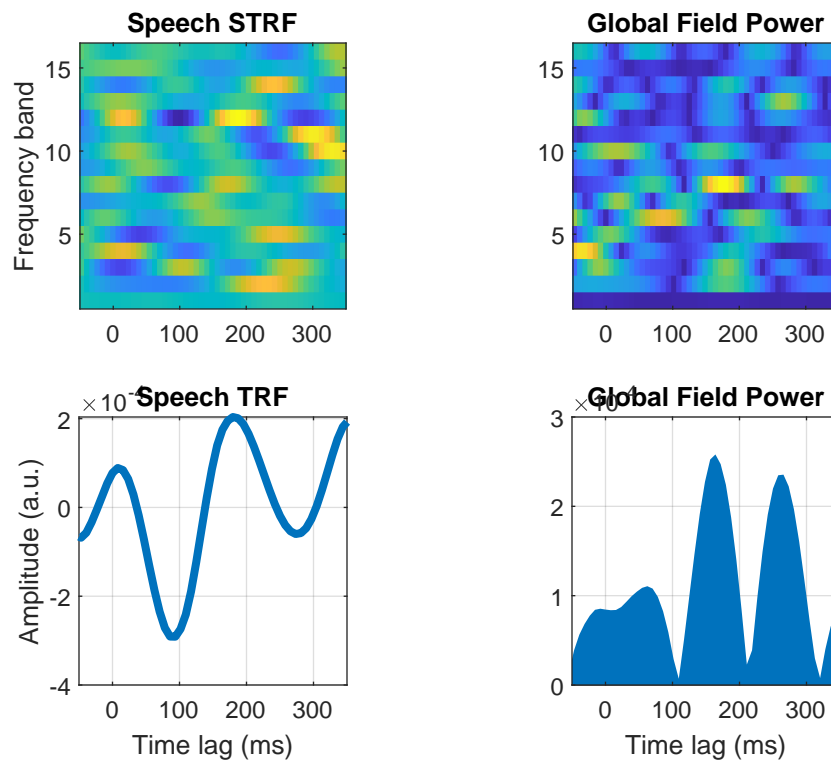 Speech STRF
Global Field Power
Frequency band
15
10
5
0 100 200 300
15
10
5
0 100 200 300
× 10⁻⁴
Speech TRF
Global Field Power
Amplitude (a.u.)
2
0
-2
-4
0 100 200 300
Time lag (ms)
3
2
1
0
0 100 200 300
Time lag (ms)